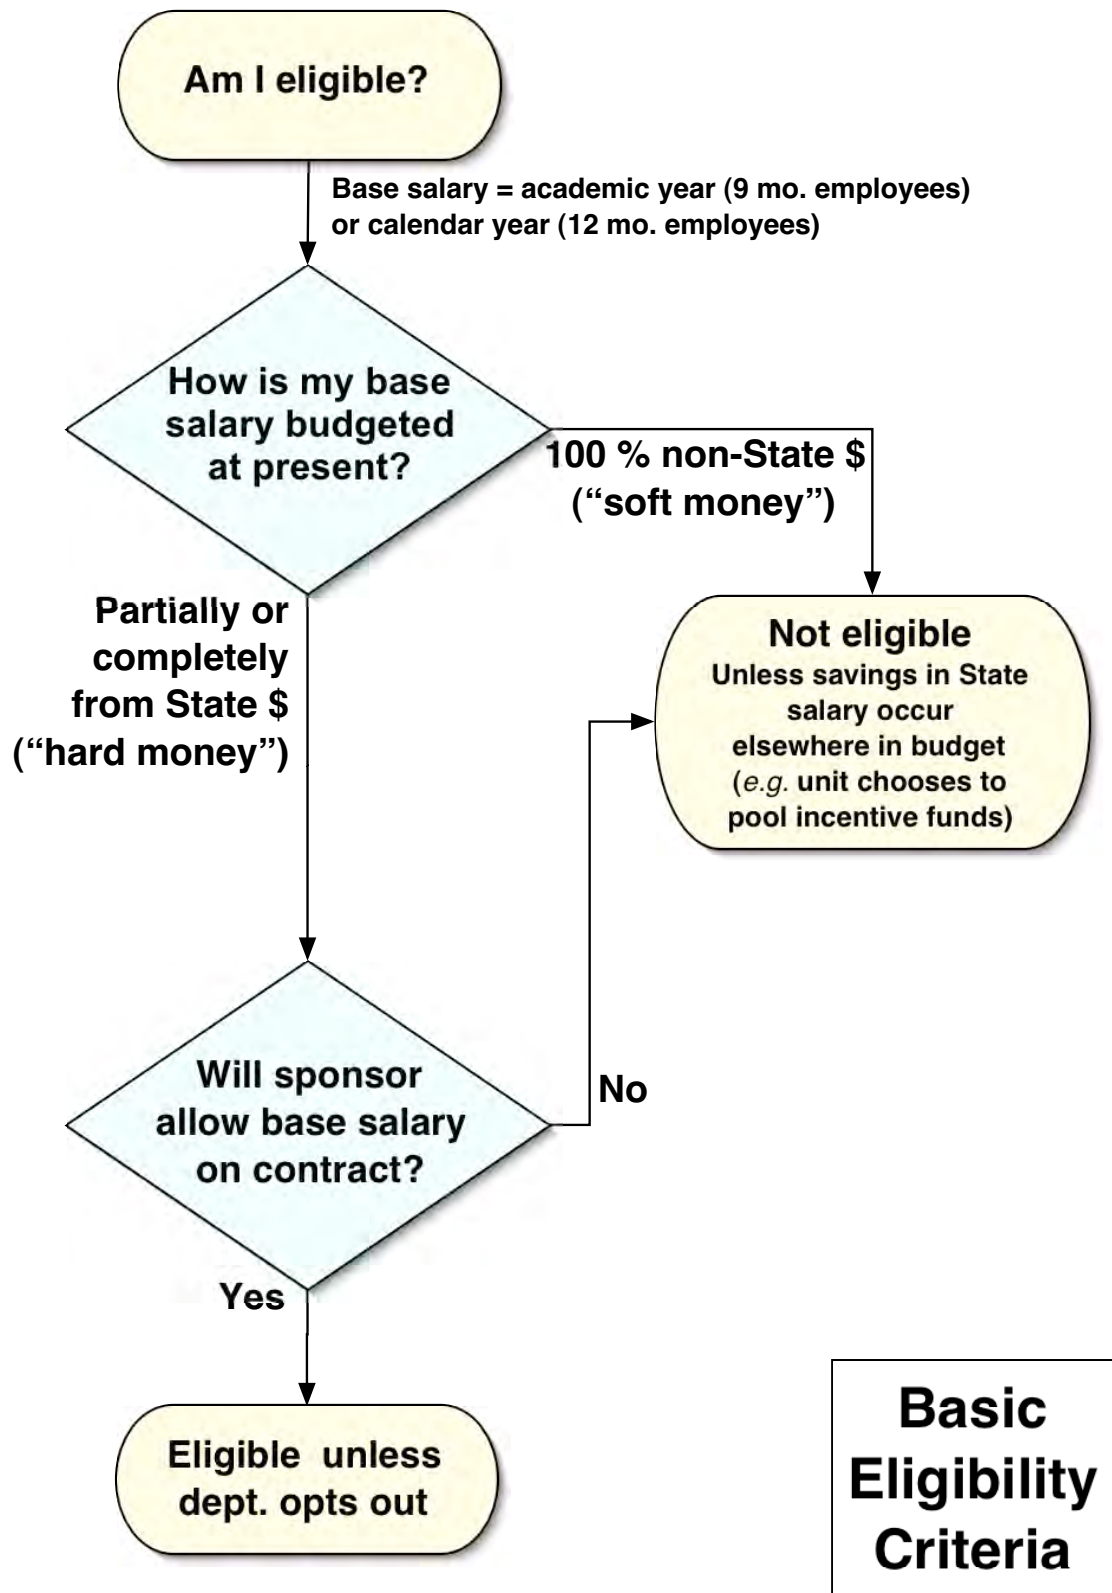 Am I eligible?
Base salary = academic year (9 mo. employees)
or calendar year (12 mo. employees)
How is my base
salary budgeted
at present?
100 % non-State $
(“soft money”)
Partially or
completely
from State $
(“hard money”)
Not eligible
Unless savings in State
salary occur
elsewhere in budget
(e.g. unit chooses to
pool incentive funds)
Will sponsor
allow base salary
on contract?
No
Yes
Eligible unless
dept. opts out
Basic
Eligibility
Criteria